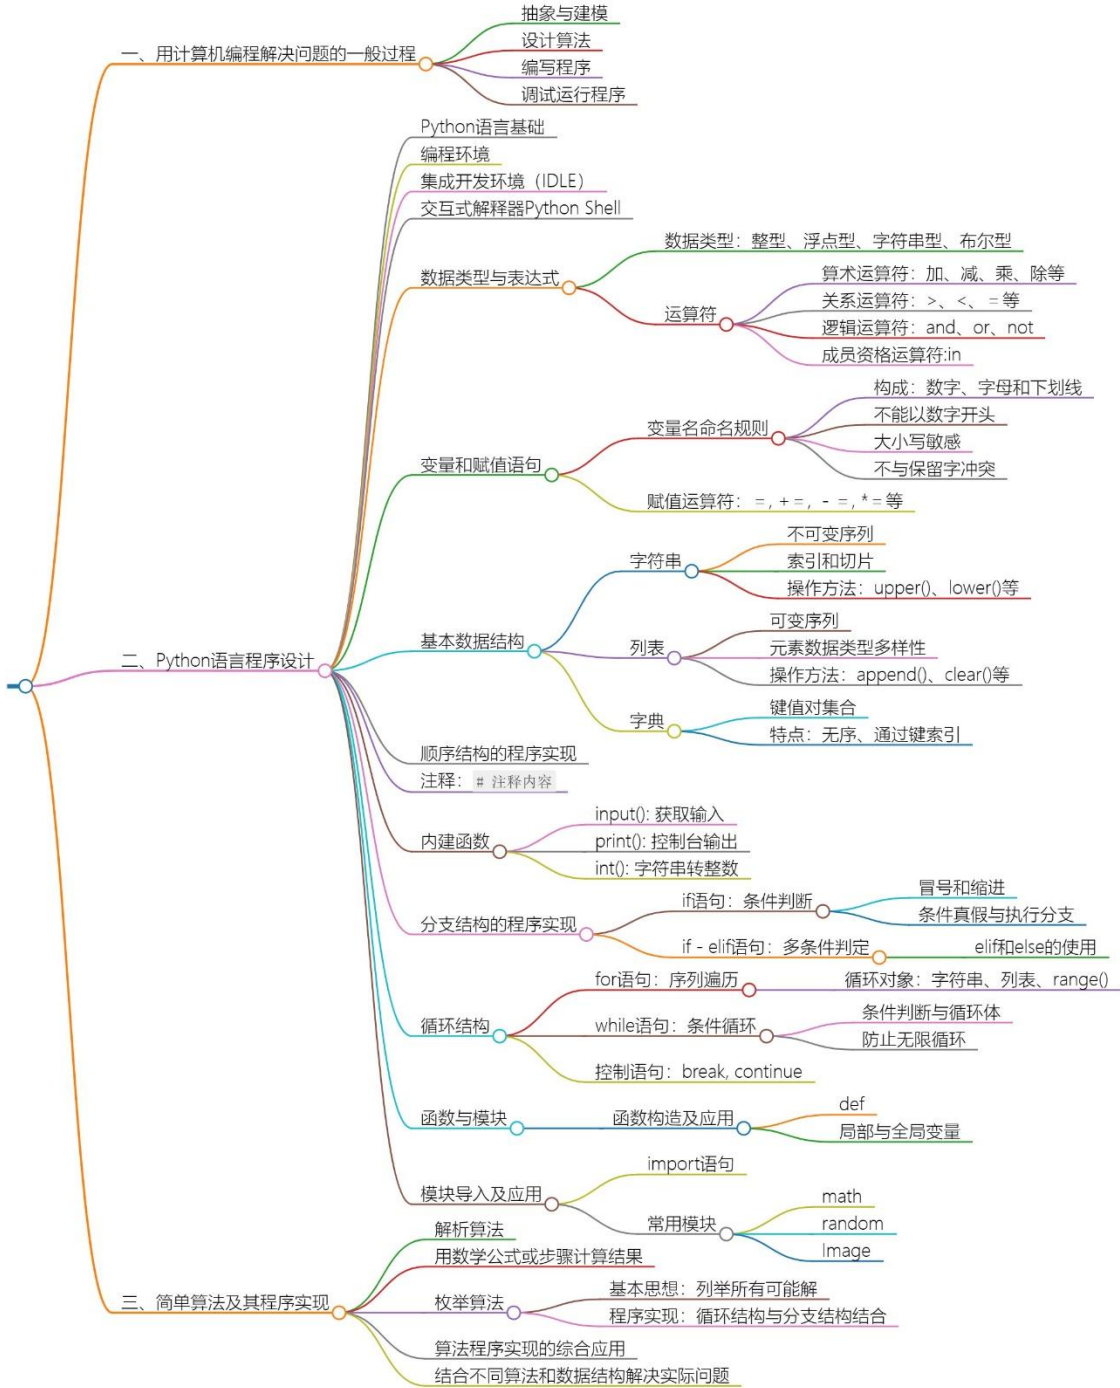 一、用计算机编程解决问题的一般过程
抽象与建模
设计算法
编写程序
调试运行程序
二、Python语言程序设计
Python语言基础
编程环境
集成开发环境（IDLE）
交互式解释器Python Shell
数据类型与表达式
数据类型：整型、浮点型、字符串型、布尔型
运算符
算术运算符：加、减、乘、除等
关系运算符：>、<、 = 等
逻辑运算符：and、or、not
成员资格运算符:in
变量和赋值语句
变量名命名规则
构成：数字、字母和下划线
不能以数字开头
大小写敏感
不与保留字冲突
赋值运算符： =, + =, - =, * = 等
基本数据结构
字符串
不可变序列
索引和切片
操作方法：upper()、lower()等
列表
可变序列
元素数据类型多样性
操作方法：append()、clear()等
字典
键值对集合
特点：无序、通过键索引
顺序结构的程序实现
注释： # 注释内容
内建函数
input(): 获取输入
print(): 控制台输出
int(): 字符串转整数
分支结构的程序实现
if语句：条件判断
冒号和缩进
条件真假与执行分支
if - elif语句：多条件判定
elif和else的使用
循环结构
for语句：序列遍历
循环对象：字符串、列表、range()
while语句：条件循环
条件判断与循环体
防止无限循环
控制语句：break, continue
函数与模块
函数构造及应用
def
局部与全局变量
模块导入及应用
import语句
常用模块
math
random
Image
三、简单算法及其程序实现
解析算法
用数学公式或步骤计算结果
枚举算法
基本思想：列举所有可能解
程序实现：循环结构与分支结构结合
算法程序实现的综合应用
结合不同算法和数据结构解决实际问题